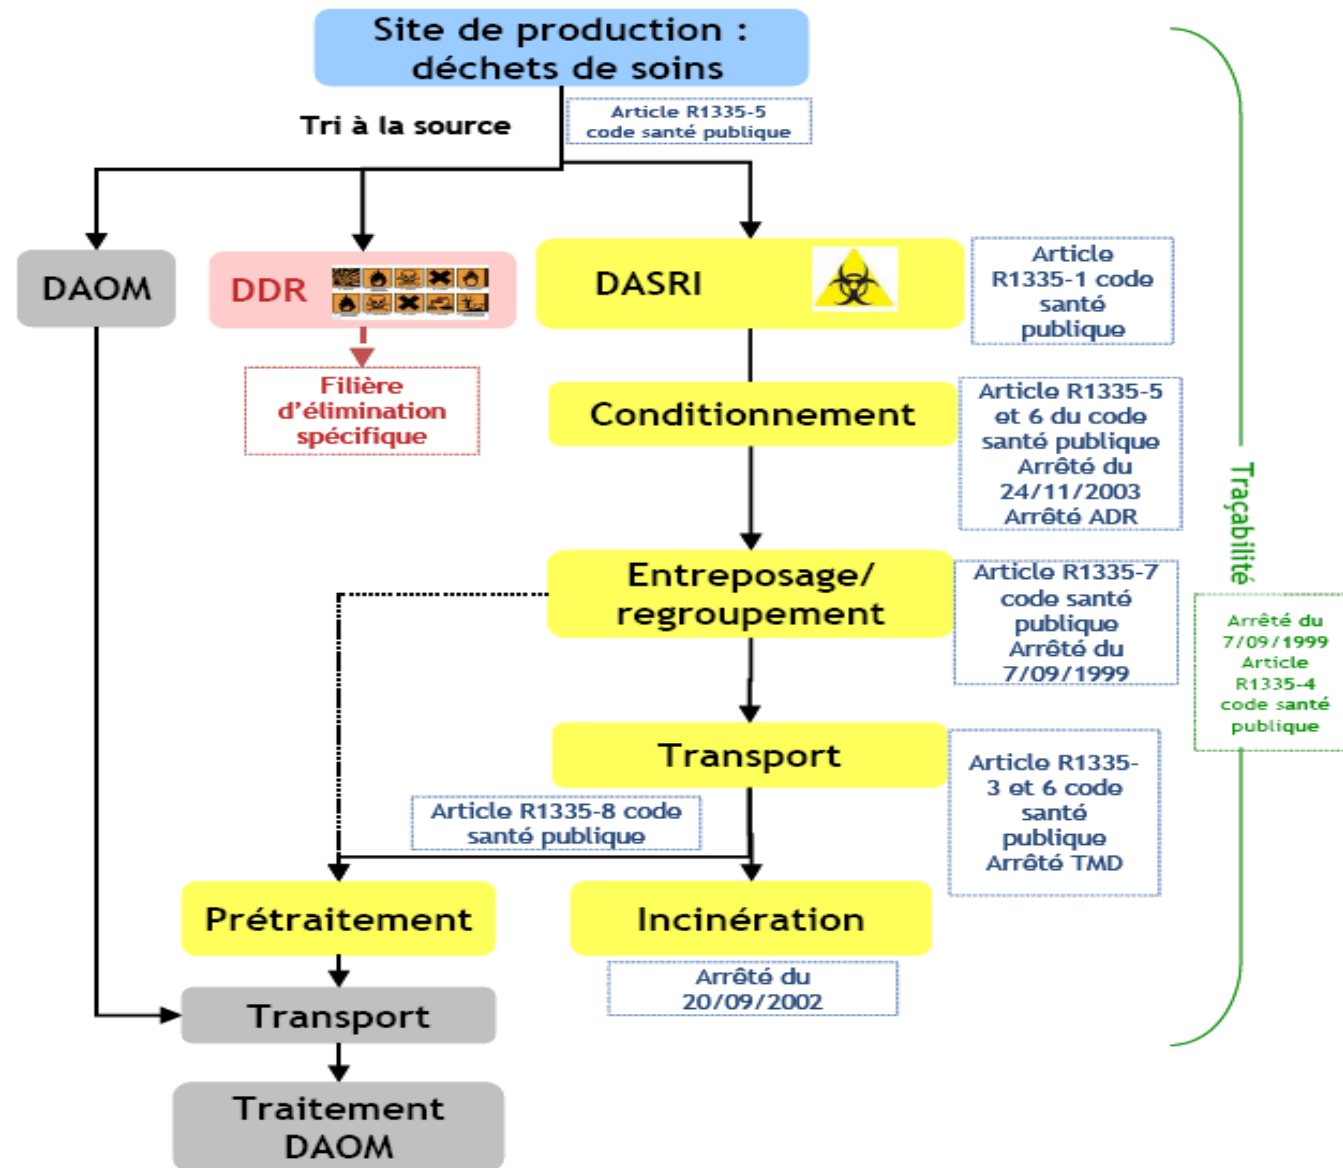 Site de production :
déchets de soins
Tri à la source
Article R1335-5
code santé publique
DAOM
DDR
DASRI
Article
R1335-1 code
santé
publique
Filière
d'élimination
spécifique
Conditionnement
Article R1335-5
et 6 du code
santé publique
Arrêté du
24/11/2003
Arrêté ADR
Entreposage/
regroupement
Article R1335-7
code santé
publique
Arrêté du
7/09/1999
Traçabilité
Arrêté du
7/09/1999
Article
R1335-4
code santé
publique
Transport
Article R1335-
3 et 6 code
santé
publique
Arrêté TMD
Article R1335-8 code
santé publique
Prétraitement
Incinération
Arrêté du
20/09/2002
Transport
Traitement
DAOM